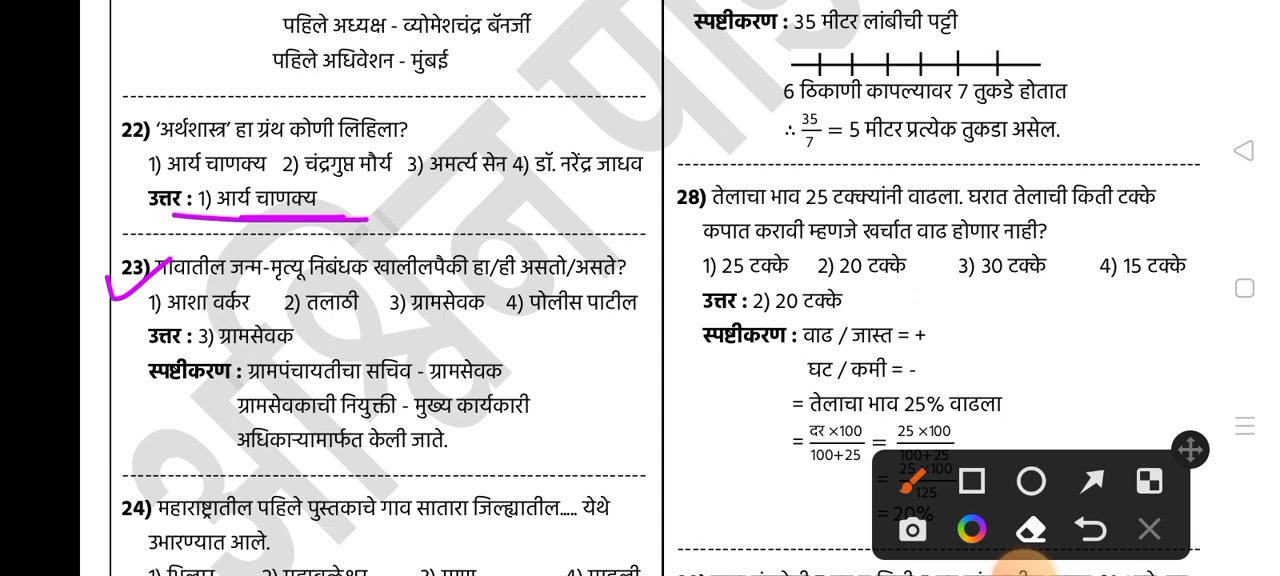 पहिले अध्यक्ष - व्योमेशचंद्र बॅनर्जी
पहिले अधिवेशन - मुंबई
22) ‘अर्थशास्त्र’ हा ग्रंथ कोणी लिहिला?
1) आर्य चाणक्य 2) चंद्रगुप्त मौर्य 3) अमर्त्य सेन 4) डॉ. नरेंद्र जाधव
उत्तर : 1) आर्य चाणक्य
23) गावातील जन्म-मृत्यू निबंधक खालीलपैकी हा/ही असतो/असते?
1) आशा वर्कर 2) तलाठी 3) ग्रामसेवक 4) पोलीस पाटील
उत्तर : 3) ग्रामसेवक
स्पष्टीकरण : ग्रामपंचायतीचा सचिव - ग्रामसेवक
ग्रामसेवकाची नियुक्ती - मुख्य कार्यकारी
अधिकाऱ्यामार्फत केली जाते.
24) महाराष्ट्रातील पहिले पुस्तकाचे गाव सातारा जिल्ह्यातील.... येथे
उभारण्यात आले.
स्पष्टीकरण : 35 मीटर लांबीची पट्टी
6 ठिकाणी कापल्यावर 7 तुकडे होतात
∴ 35/7 = 5 मीटर प्रत्येक तुकडा असेल.
28) तेलाचा भाव 25 टक्क्यांनी वाढला. घरात तेलाची किती टक्के
कपात करावी म्हणजे खर्चात वाढ होणार नाही?
1) 25 टक्के 2) 20 टक्के 3) 30 टक्के 4) 15 टक्के
उत्तर : 2) 20 टक्के
स्पष्टीकरण : वाढ / जास्त = +
घट / कमी = -
= तेलाचा भाव 25% वाढला
= दर ×100/100+25 = 25 ×100/100+25
= 25 ×100/125
= 20%